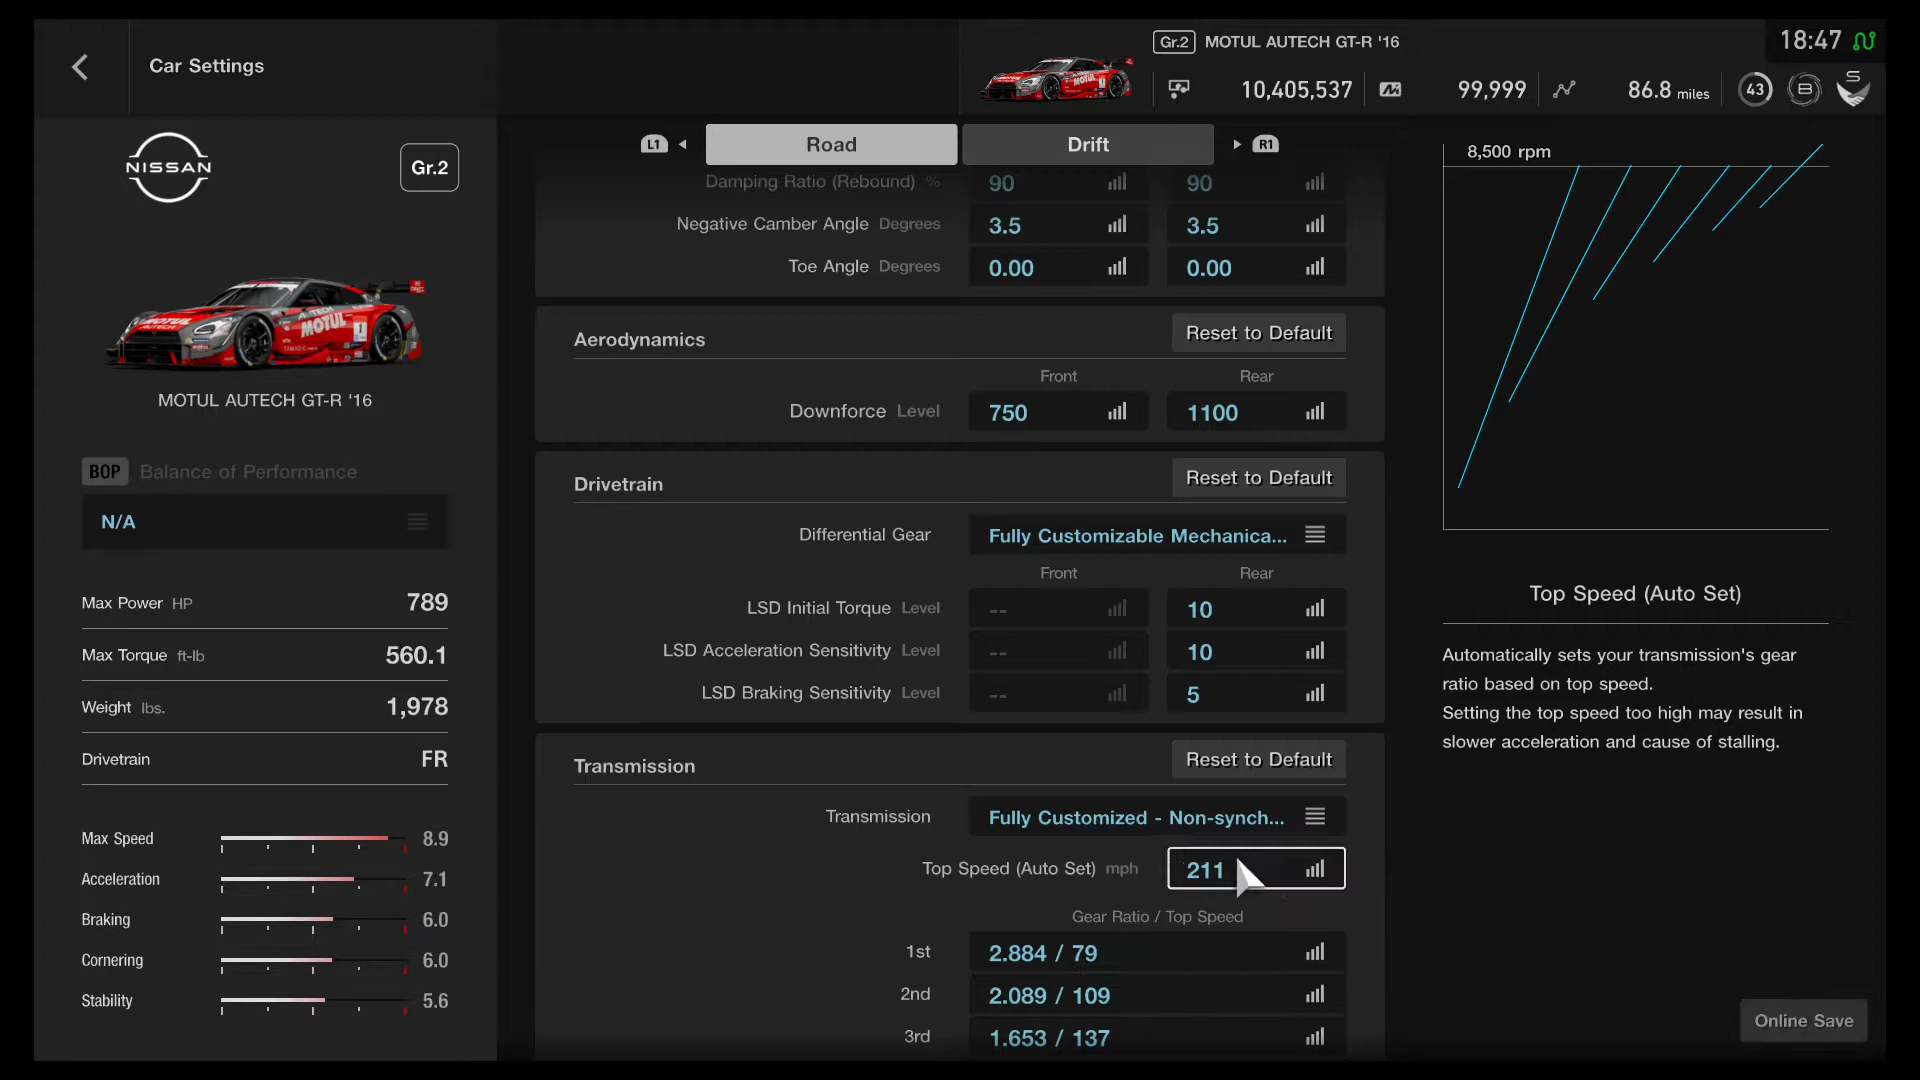 Car Settings
Gr.2 MOTUL AUTECH GT-R '16
10,405,537 99,999 86.8 miles 43 B S
18:47
NISSAN
Gr.2
MOTUL AUTECH GT-R '16
BOP Balance of Performance
N/A
Max Power HP 789
Max Torque ft-lb 560.1
Weight lbs. 1,978
Drivetrain FR
Max Speed 8.9
Acceleration 7.1
Braking 6.0
Cornering 6.0
Stability 5.6
L1 Road Drift R1
Damping Ratio (Rebound) % 90 90
Negative Camber Angle Degrees 3.5 3.5
Toe Angle Degrees 0.00 0.00
Aerodynamics Reset to Default
Front Rear
Downforce Level 750 1100
Drivetrain Reset to Default
Differential Gear Fully Customizable Mechanica...
Front Rear
LSD Initial Torque Level -- 10
LSD Acceleration Sensitivity Level -- 10
LSD Braking Sensitivity Level -- 5
Transmission Reset to Default
Transmission Fully Customized - Non-synch...
Top Speed (Auto Set) mph 211
Gear Ratio / Top Speed
1st 2.884 / 79
2nd 2.089 / 109
3rd 1.653 / 137
8,500 rpm
Top Speed (Auto Set)
Automatically sets your transmission's gear
ratio based on top speed.
Setting the top speed too high may result in
slower acceleration and cause of stalling.
Online Save